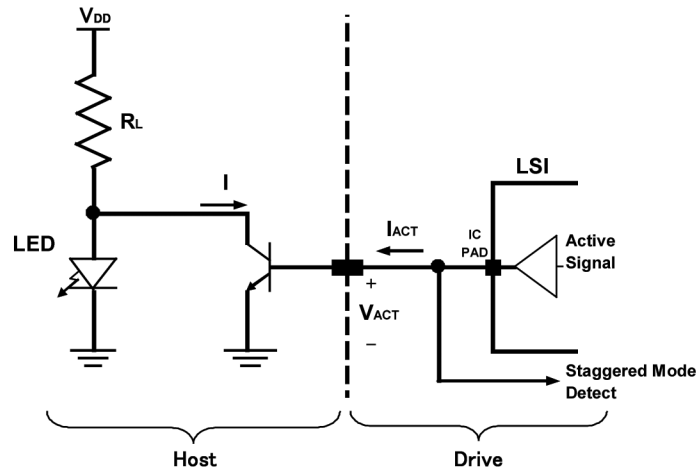 VDD
RL
LSI
I
LED
IACT
IC
PAD
Active
Signal
+
VACT
–
Staggered Mode
Detect
Host
Drive